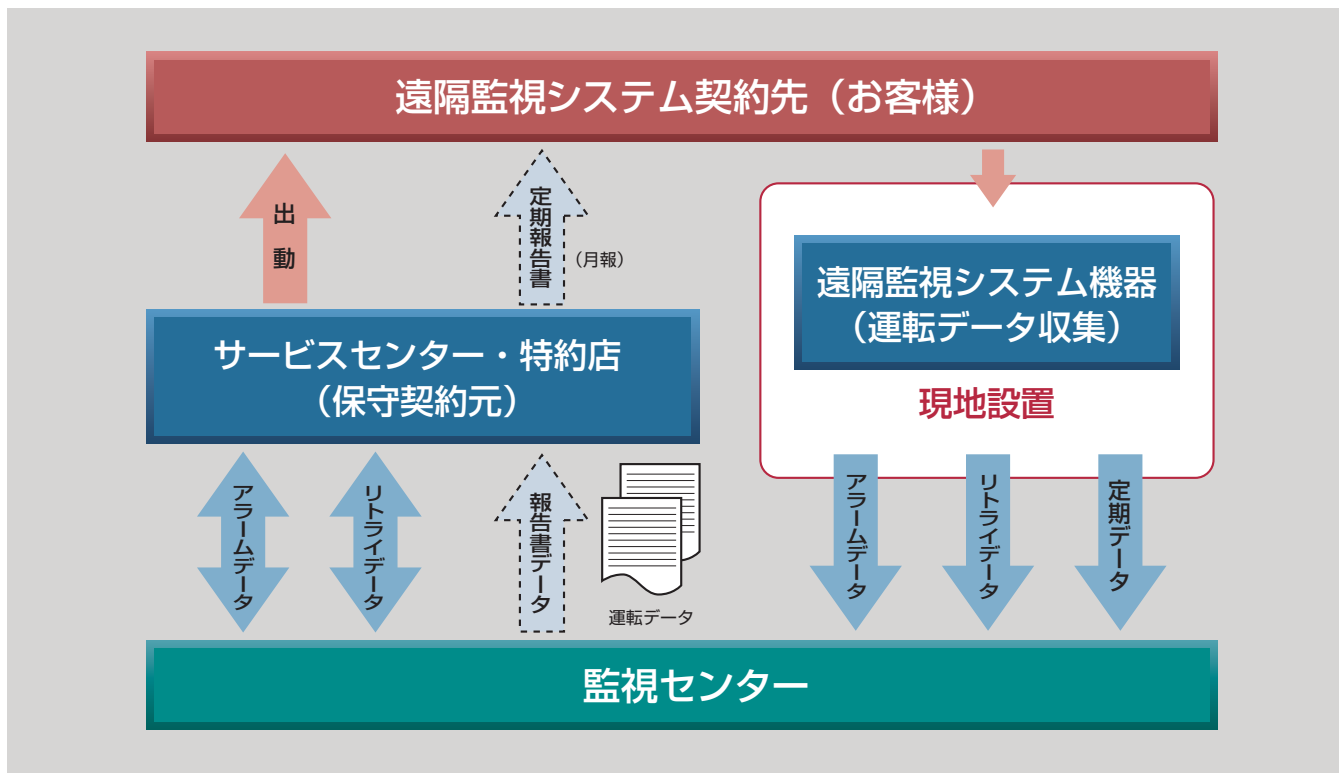 遠隔監視システム契約先（お客様）
出動
定期報告書
（月報）
遠隔監視システム機器
（運転データ収集）
現地設置
サービスセンター・特約店
（保守契約元）
アラームデータ
リトライデータ
報告書データ
運転データ
アラームデータ
リトライデータ
定期データ
監視センター